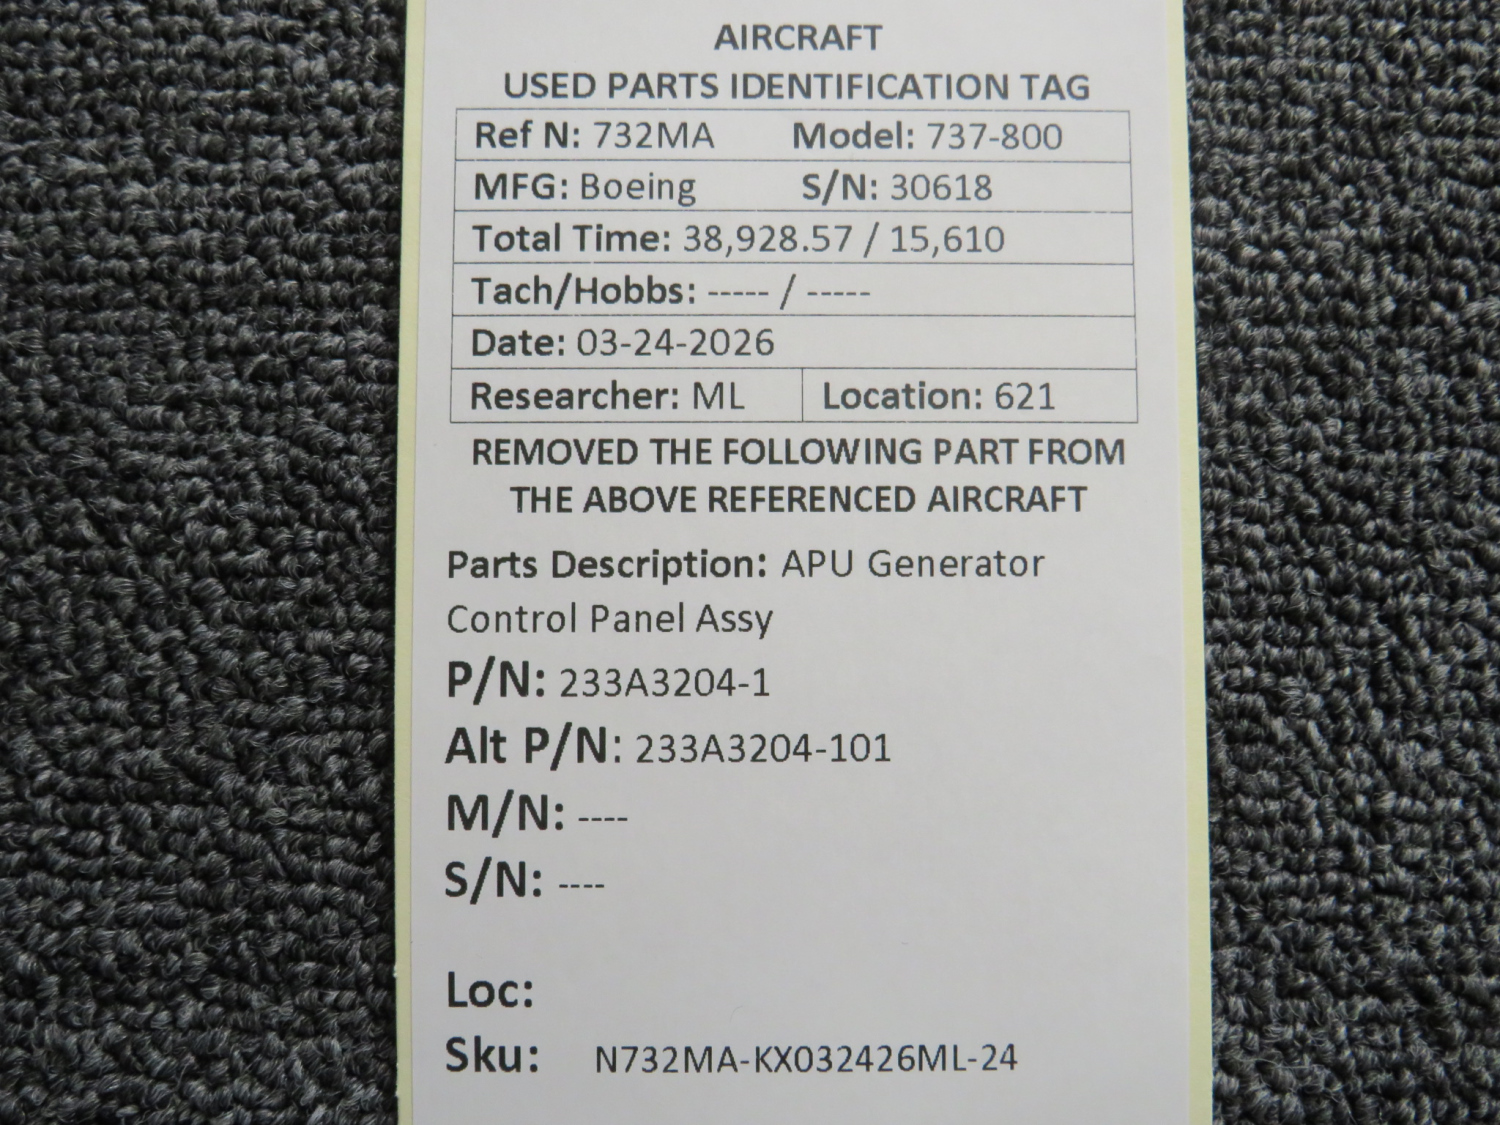 AIRCRAFT
USED PARTS IDENTIFICATION TAG
Ref N: 732MA Model: 737-800
MFG: Boeing S/N: 30618
Total Time: 38,928.57 / 15,610
Tach/Hobbs: ----- / -----
Date: 03-24-2026
Researcher: ML Location: 621
REMOVED THE FOLLOWING PART FROM
THE ABOVE REFERENCED AIRCRAFT
Parts Description: APU Generator
Control Panel Assy
P/N: 233A3204-1
Alt P/N: 233A3204-101
M/N: ----
S/N: ----
Loc:
Sku: N732MA-KX032426ML-24